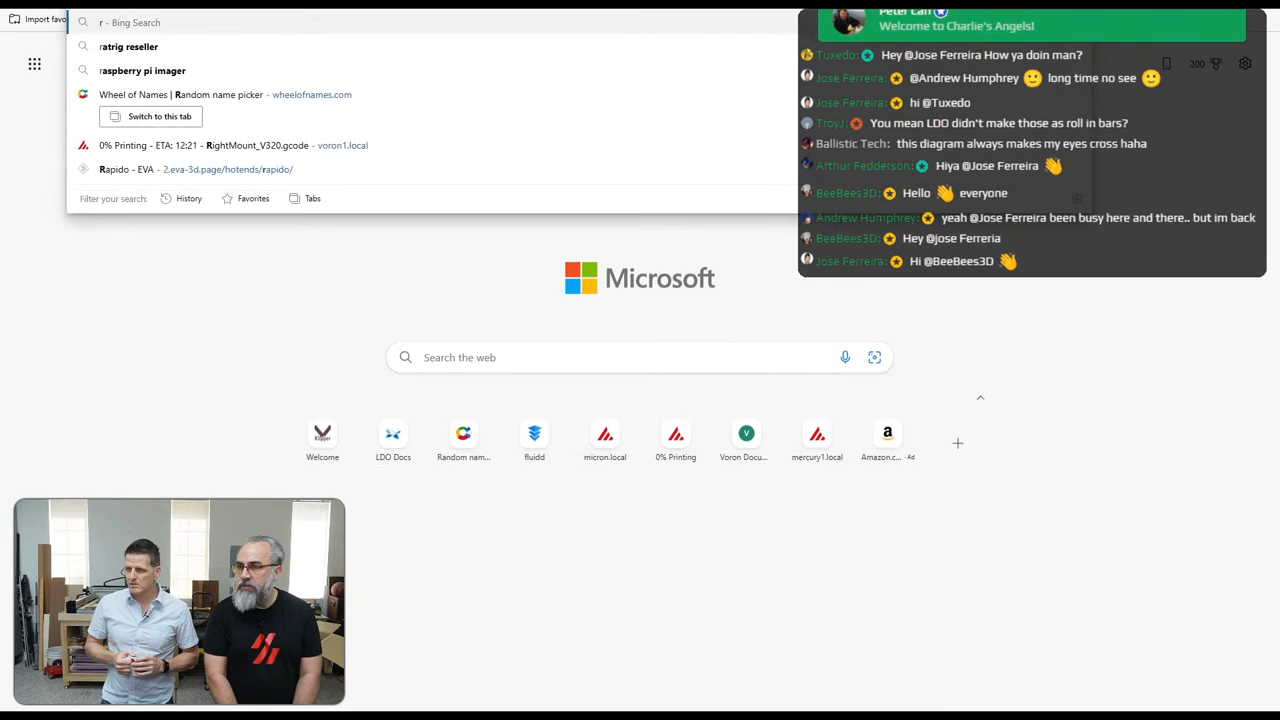 Import favo
r - Bing Search
ratrig reseller
raspberry pi imager
Wheel of Names | Random name picker - wheelofnames.com
Switch to this tab
0% Printing - ETA: 12:21 - RightMount_V320.gcode - voron1.local
Rapido - EVA - 2.eva-3d.page/hotends/rapido/
Filter your search:
History
Favorites
Tabs
Welcome to Charlie's Angels!
Tuxedo: Hey @Jose Ferreira How ya doin man?
Jose Ferreira: @Andrew Humphrey 🙂 long time no see 🙂
Jose Ferreira: hi @Tuxedo
TroyJ: You mean LDO didn't make those as roll in bars?
Ballistic Tech: this diagram always makes my eyes cross haha
Arthur Fedderson: Hiya @Jose Ferreira 👋
BeeBees3D: Hello 👋 everyone
Andrew Humphrey: yeah @Jose Ferreira been busy here and there.. but im back
BeeBees3D: Hey @jose Ferreria
Jose Ferreira: Hi @BeeBees3D 👋
200
Microsoft
Search the web
Klipper
Welcome
LDO Docs
Random nam...
fluidd
micron.local
0% Printing
V
Voron Docu...
mercury1.local
a
Amazon.c... · Ad